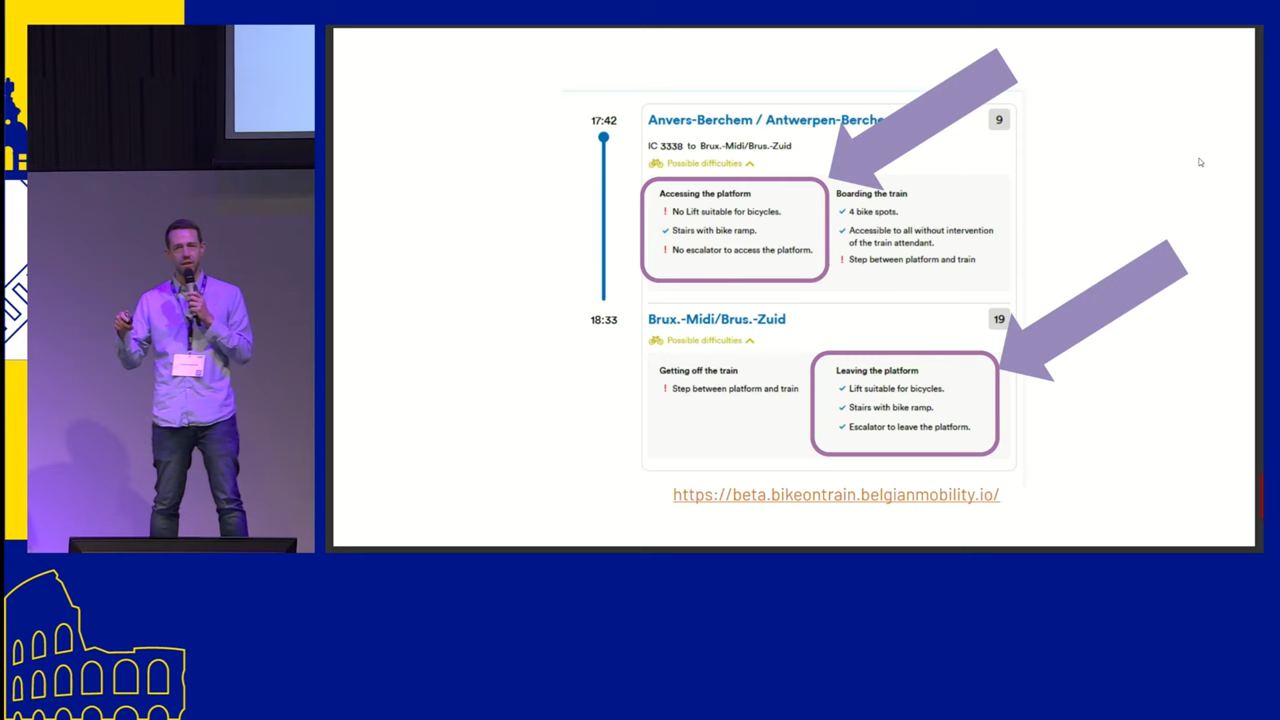 17:42
Anvers-Berchem / Antwerpen-Berche
9
IC 3338 to Brux.-Midi/Brus.-Zuid
Possible difficulties
Accessing the platform
! No Lift suitable for bicycles.
✓ Stairs with bike ramp.
! No escalator to access the platform.
Boarding the train
✓ 4 bike spots.
✓ Accessible to all without intervention
of the train attendant.
! Step between platform and train
18:33
Brux.-Midi/Brus.-Zuid
19
Possible difficulties
Getting off the train
! Step between platform and train
Leaving the platform
✓ Lift suitable for bicycles.
✓ Stairs with bike ramp.
✓ Escalator to leave the platform.
https://beta.bikeontrain.belgianmobility.io/